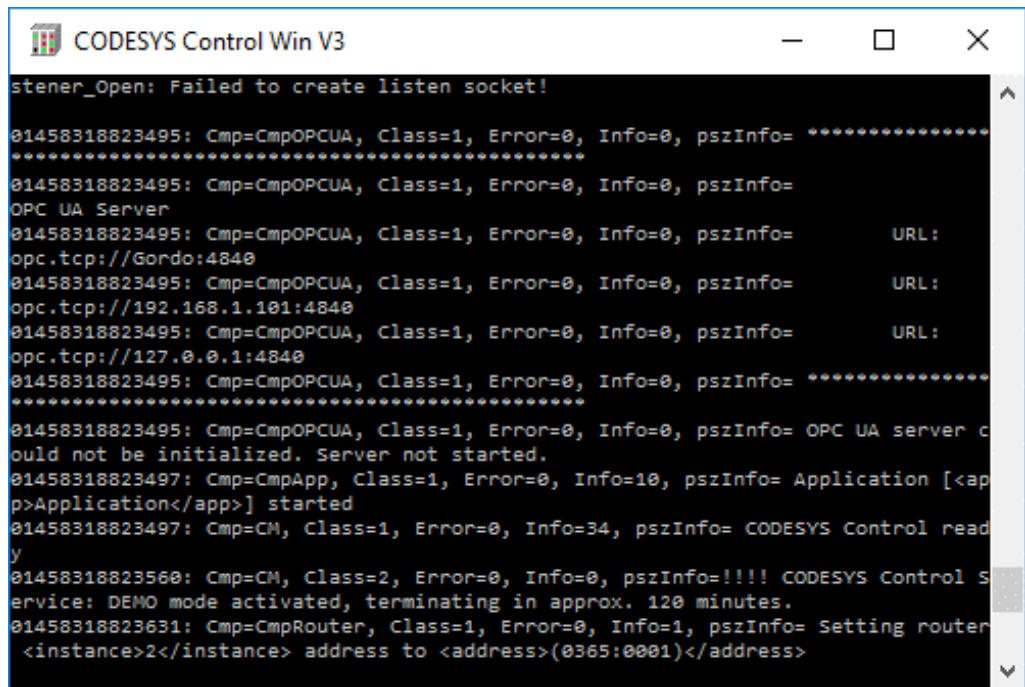 CODESYS Control Win V3
stener_Open: Failed to create listen socket!
01458318823495: Cmp=CmpOPCUA, Class=1, Error=0, Info=0, pszInfo= ***************
***********************************************
01458318823495: Cmp=CmpOPCUA, Class=1, Error=0, Info=0, pszInfo=
OPC UA Server
01458318823495: Cmp=CmpOPCUA, Class=1, Error=0, Info=0, pszInfo=        URL:
opc.tcp://Gordo:4840
01458318823495: Cmp=CmpOPCUA, Class=1, Error=0, Info=0, pszInfo=        URL:
opc.tcp://192.168.1.101:4840
01458318823495: Cmp=CmpOPCUA, Class=1, Error=0, Info=0, pszInfo=        URL:
opc.tcp://127.0.0.1:4840
01458318823495: Cmp=CmpOPCUA, Class=1, Error=0, Info=0, pszInfo= ***************
***********************************************
01458318823495: Cmp=CmpOPCUA, Class=1, Error=0, Info=0, pszInfo= OPC UA server c
ould not be initialized. Server not started.
01458318823497: Cmp=CmpApp, Class=1, Error=0, Info=10, pszInfo= Application [<ap
p>Application</app>] started
01458318823497: Cmp=CM, Class=1, Error=0, Info=34, pszInfo= CODESYS Control read
y
01458318823560: Cmp=CM, Class=2, Error=0, Info=0, pszInfo=!!!! CODESYS Control S
ervice: DEMO mode activated, terminating in approx. 120 minutes.
01458318823631: Cmp=CmpRouter, Class=1, Error=0, Info=1, pszInfo= Setting router
 <instance>2</instance> address to <address>(0365:0001)</address>